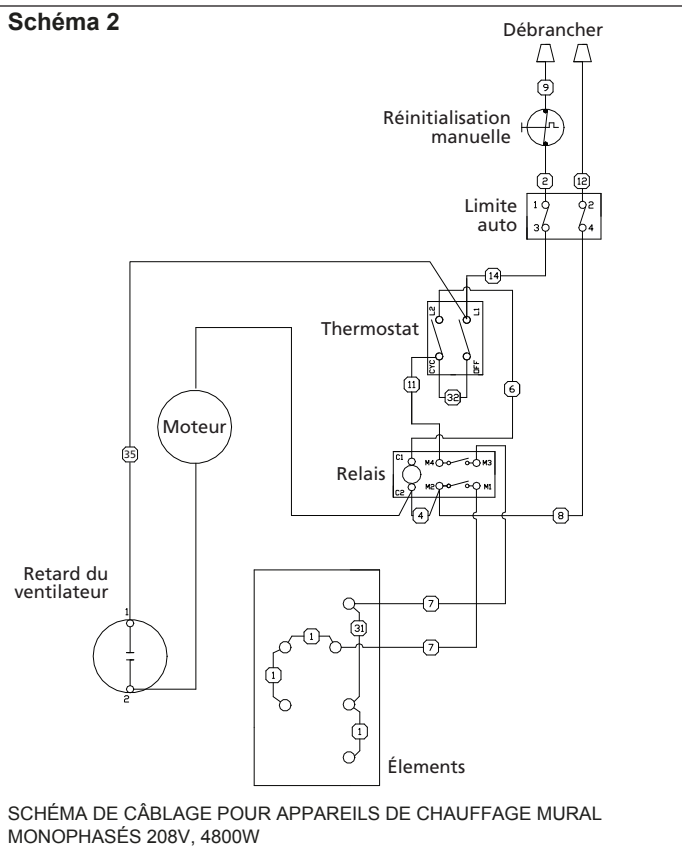 Schéma 2
Débrancher
9
Réinitialisation
manuelle
2
12
Limite
auto
1
2
3
4
14
Thermostat
L2
L1
CYC
OFF
11
32
6
Moteur
35
Relais
C1
M4
M3
C2
M2
M1
4
8
Retard du
ventilateur
1
2
7
31
1
7
1
1
Élements
SCHÉMA DE CÂBLAGE POUR APPAREILS DE CHAUFFAGE MURAL
MONOPHASÉS 208V, 4800W